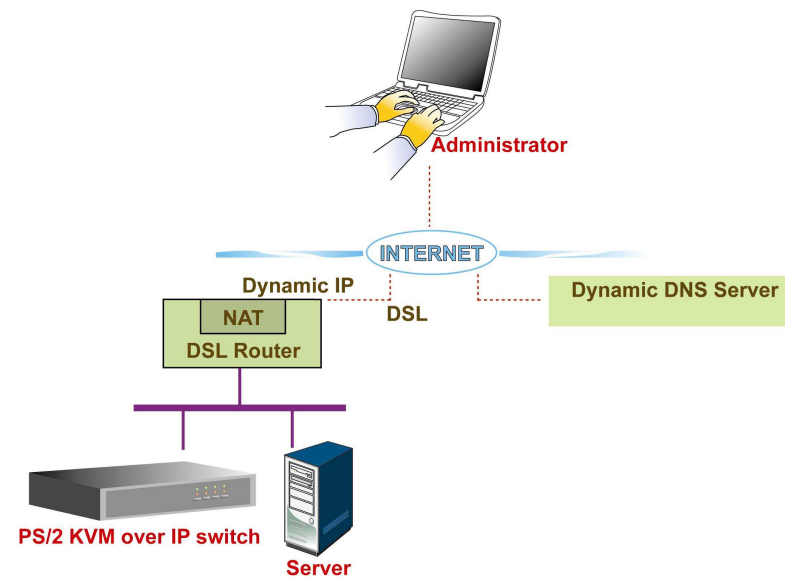 Administrator
INTERNET
Dynamic IP
Dynamic DNS Server
NAT
DSL
DSL Router
PS/2 KVM over IP switch
Server